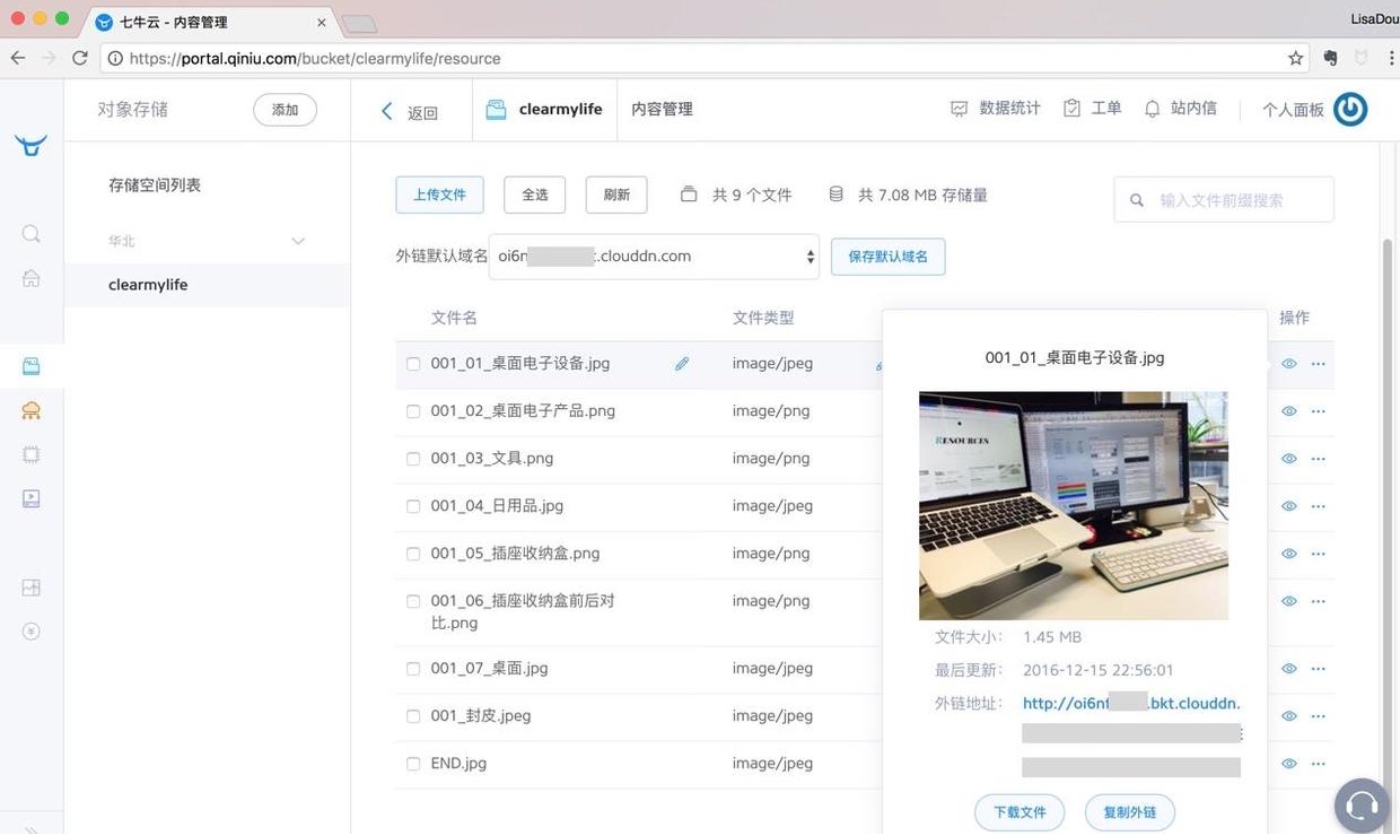 七牛云 - 内容管理
LisaDou
https://portal.qiniu.com/bucket/clearmylife/resource
对象存储
添加
返回
clearmylife
内容管理
数据统计
工单
站内信
个人面板
存储空间列表
华北
clearmylife
上传文件
全选
刷新
共 9 个文件
共 7.08 MB 存储量
输入文件前缀搜索
外链默认域名
oi6n .clouddn.com
保存默认域名
文件名
文件类型
操作
001_01_桌面电子设备.jpg
image/jpeg
001_02_桌面电子产品.png
image/png
001_03_文具.png
image/png
001_04_日用品.jpg
image/jpeg
001_05_插座收纳盒.png
image/png
001_06_插座收纳盒前后对
比.png
image/png
001_07_桌面.jpg
image/jpeg
001_封皮.jpeg
image/jpeg
END.jpg
image/jpeg
001_01_桌面电子设备.jpg
RESOURCES
文件大小: 1.45 MB
最后更新: 2016-12-15 22:56:01
外链地址: http://oi6nf .bkt.clouddn.
下载文件
复制外链